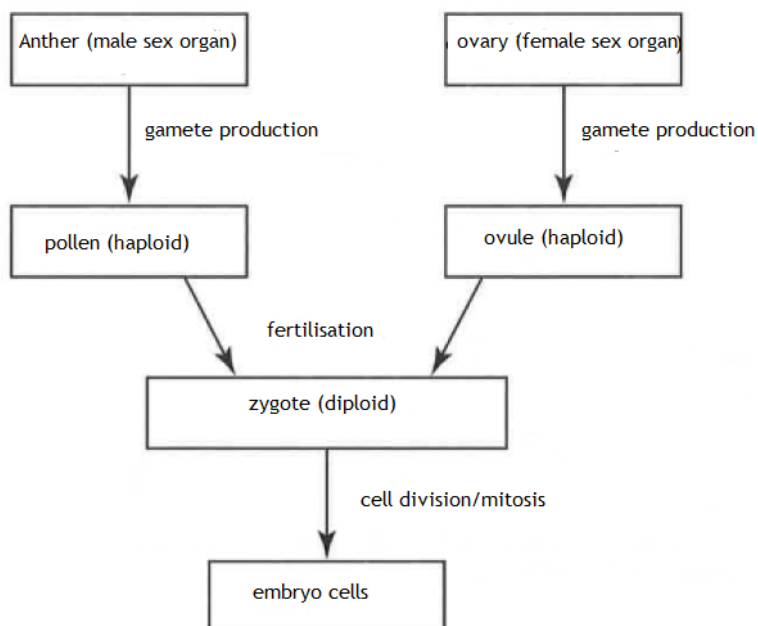 Anther (male sex organ)
ovary (female sex organ)
gamete production
gamete production
pollen (haploid)
ovule (haploid)
fertilisation
zygote (diploid)
cell division/mitosis
embryo cells